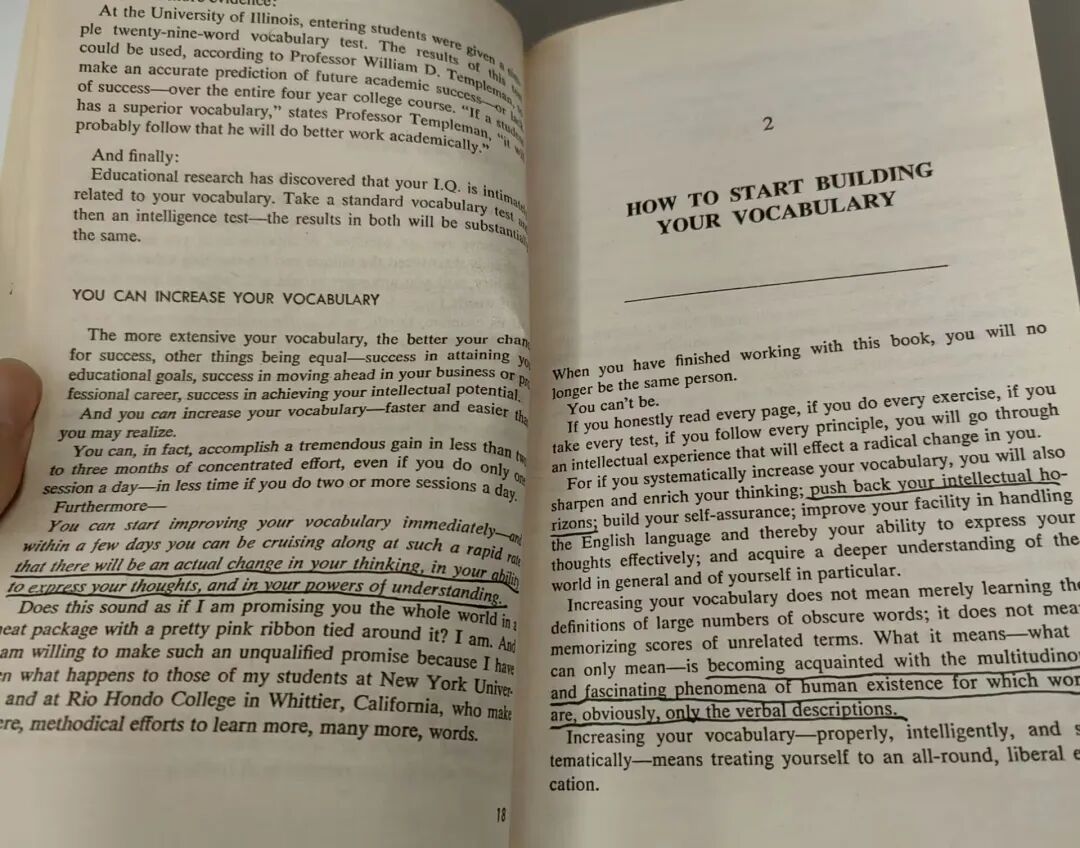 At the University of Illinois, entering students were given a
ple twenty-nine-word vocabulary test. The results of this
could be used, according to Professor William D. Templeman,
make an accurate prediction of future academic success—or lack
of success—over the entire four year college course. “If a student
has a superior vocabulary,” states Professor Templeman, “it will
probably follow that he will do better work academically.”
And finally:
Educational research has discovered that your I.Q. is intimate
related to your vocabulary. Take a standard vocabulary test and
then an intelligence test—the results in both will be substantial
the same.
YOU CAN INCREASE YOUR VOCABULARY
The more extensive your vocabulary, the better your chan
for success, other things being equal—success in attaining yo
educational goals, success in moving ahead in your business or pro
fessional career, success in achieving your intellectual potential.
And you can increase your vocabulary—faster and easier tha
you may realize.
You can, in fact, accomplish a tremendous gain in less than two
to three months of concentrated effort, even if you do only one
session a day—in less time if you do two or more sessions a day.
Furthermore—
You can start improving your vocabulary immediately—and
within a few days you can be cruising along at such a rapid rate
that there will be an actual change in your thinking, in your ability
to express your thoughts, and in your powers of understanding.
Does this sound as if I am promising you the whole world in a
neat package with a pretty pink ribbon tied around it? I am. And
am willing to make such an unqualified promise because I have
en what happens to those of my students at New York Univer-
and at Rio Hondo College in Whittier, California, who make
ere, methodical efforts to learn more, many more, words.
18
2
HOW TO START BUILDING
YOUR VOCABULARY
When you have finished working with this book, you will no
longer be the same person.
You can't be.
If you honestly read every page, if you do every exercise, if you
take every test, if you follow every principle, you will go through
an intellectual experience that will effect a radical change in you.
For if you systematically increase your vocabulary, you will also
sharpen and enrich your thinking; push back your intellectual ho-
rizons; build your self-assurance; improve your facility in handling
the English language and thereby your ability to express your
thoughts effectively; and acquire a deeper understanding of the
world in general and of yourself in particular.
Increasing your vocabulary does not mean merely learning the
definitions of large numbers of obscure words; it does not mea
memorizing scores of unrelated terms. What it means—what
can only mean—is becoming acquainted with the multitudino
and fascinating phenomena of human existence for which wor
are, obviously, only the verbal descriptions.
Increasing your vocabulary—properly, intelligently, and s
tematically—means treating yourself to an all-round, liberal e
cation.